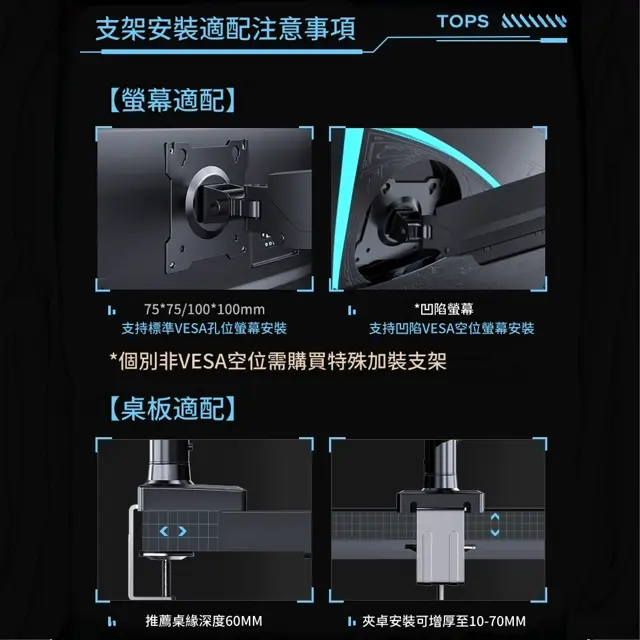 支架安裝適配注意事項
TOPS
【螢幕適配】
75*75/100*100mm
支持標準VESA孔位螢幕安裝
*凹陷螢幕
支持凹陷VESA空位螢幕安裝
*個別非VESA空位需購買特殊加裝支架
【桌板適配】
推薦桌緣深度60MM
夾桌安裝可增厚至10-70MM